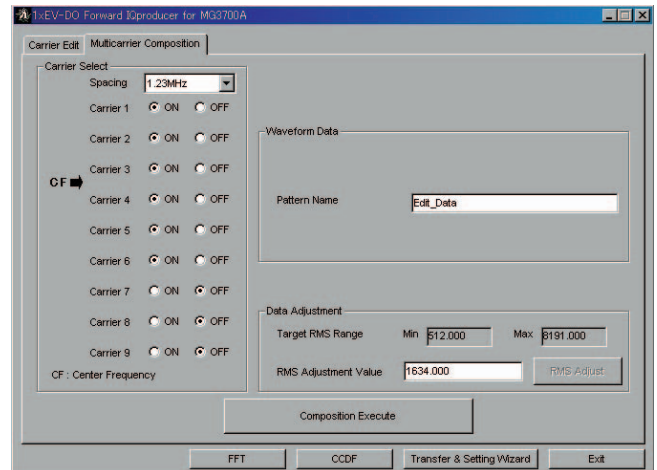 1xEV-DO Forward IQproducer for MG3700A
Carrier Edit Multicarrier Composition
Carrier Select
Spacing 1.23MHz
Carrier 1 ON OFF
Carrier 2 ON OFF
Carrier 3 ON OFF
CF
Carrier 4 ON OFF
Carrier 5 ON OFF
Carrier 6 ON OFF
Carrier 7 ON OFF
Carrier 8 ON OFF
Carrier 9 ON OFF
CF : Center Frequency
Waveform Data
Pattern Name Edit_Data
Data Adjustment
Target RMS Range Min 512.000 Max 8191.000
RMS Adjustment Value 1634.000 RMS Adjust
Composition Execute
FFT CCDF Transfer & Setting Wizard Exit